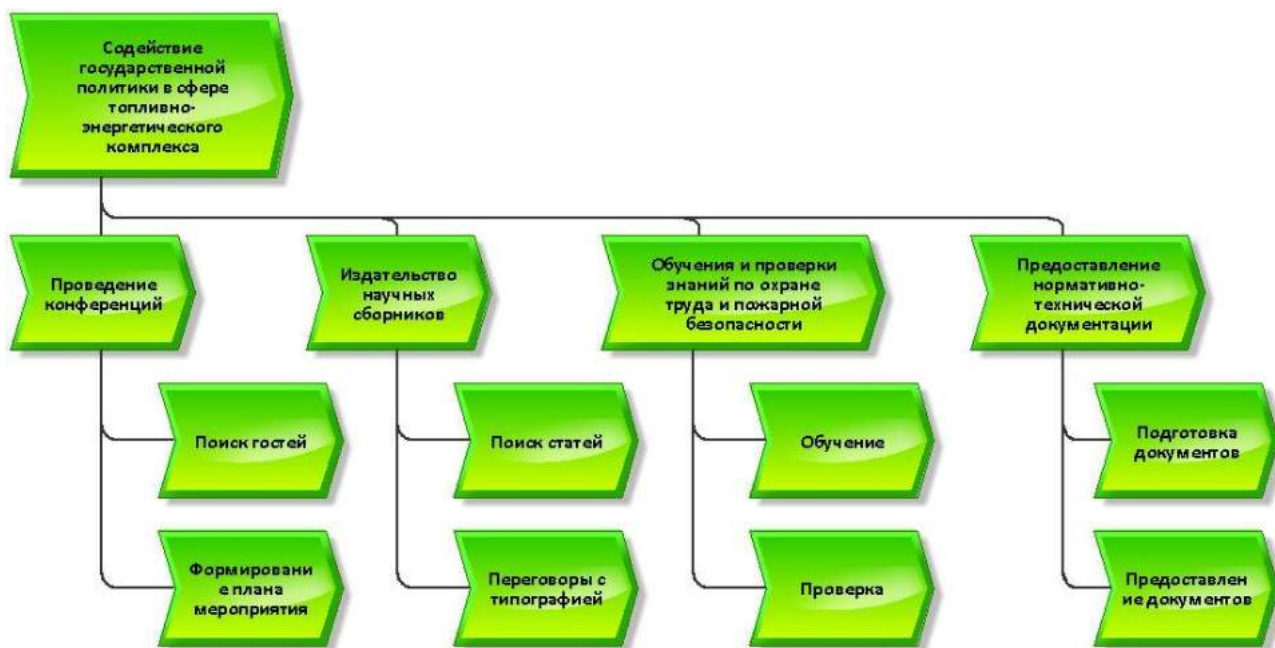 Содействие
государственной
политики в сфере
топливно-
энергетического
комплекса
Проведение
конференций
Издательство
научных
сборников
Обучения и проверки
знаний по охране
труда и пожарной
безопасности
Предоставление
нормативно-
технической
документации
Поиск гостей
Поиск статей
Обучение
Подготовка
документов
Формировани
е плана
мероприятия
Переговоры с
типографией
Проверка
Предоставлен
ие документов